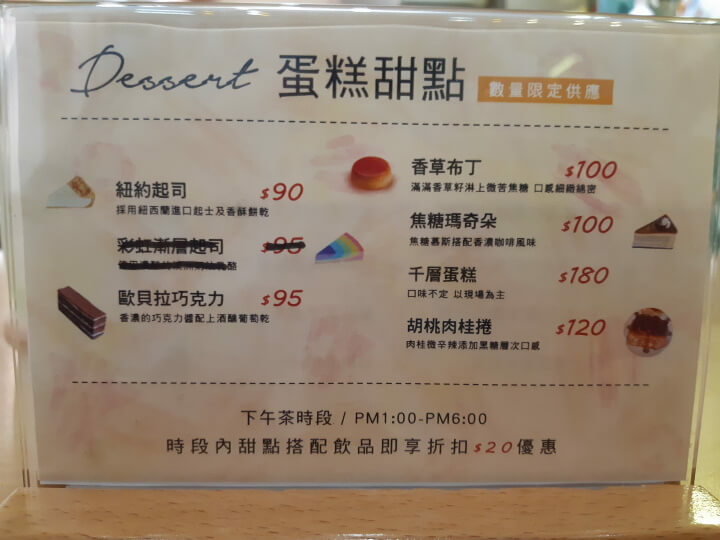 Dessert 蛋糕甜點 數量限定供應
紐約起司 $90
採用紐西蘭進口起士及香酥餅乾
彩虹漸層起司 $95
歐貝拉巧克力 $95
香濃的巧克力醬配上酒釀葡萄乾
香草布丁 $100
滿滿香草籽淋上微苦焦糖 口感細緻綿密
焦糖瑪奇朵 $100
焦糖慕斯搭配香濃咖啡風味
千層蛋糕 $180
口味不定 以現場為主
胡桃肉桂捲 $120
肉桂微辛辣添加黑糖層次口感
下午茶時段 / PM1:00-PM6:00
時段內甜點搭配飲品即享折扣$20優惠